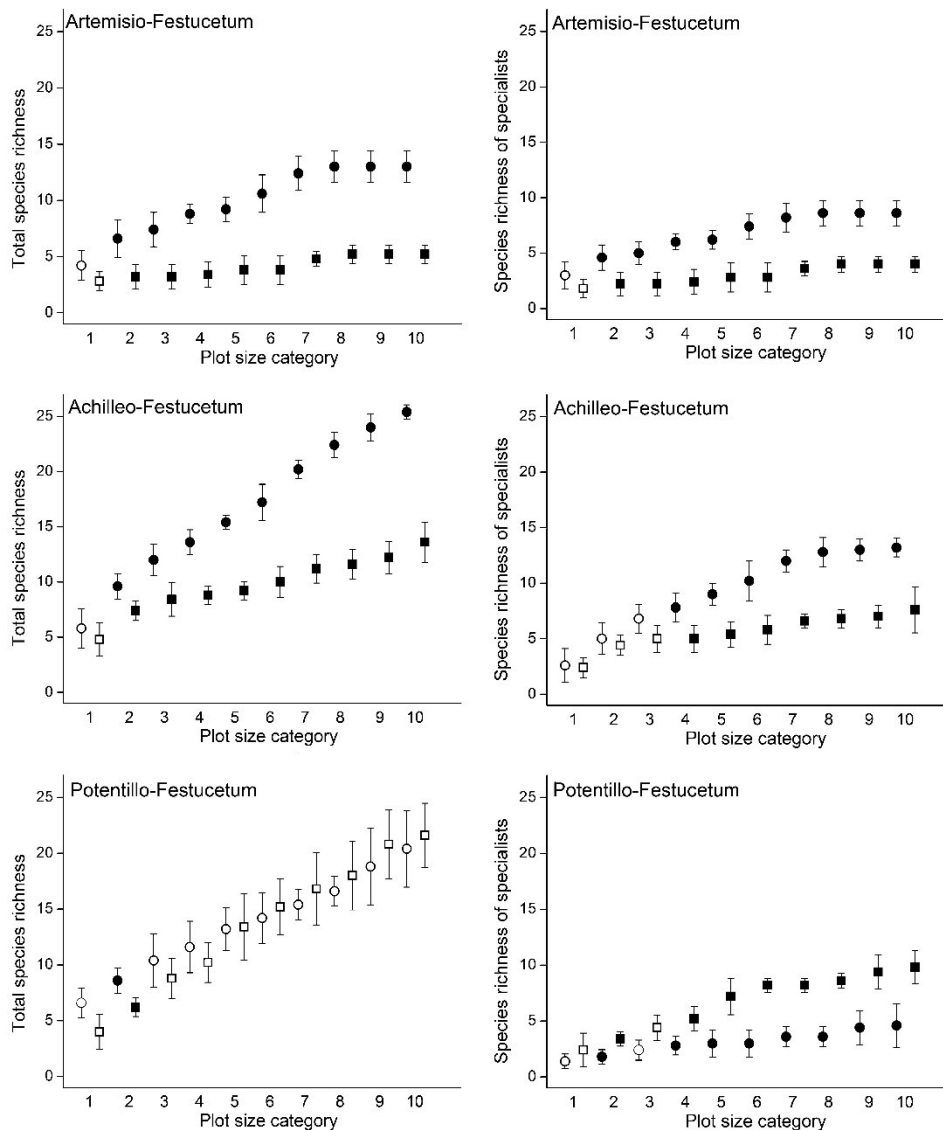 Artemisio-Festucetum
Total species richness
25
20
15
10
5
0
1 2 3 4 5 6 7 8 9 10
Plot size category
Artemisio-Festucetum
Species richness of specialists
25
20
15
10
5
0
1 2 3 4 5 6 7 8 9 10
Plot size category
Achilleo-Festucetum
Total species richness
25
20
15
10
5
0
1 2 3 4 5 6 7 8 9 10
Plot size category
Achilleo-Festucetum
Species richness of specialists
25
20
15
10
5
0
1 2 3 4 5 6 7 8 9 10
Plot size category
Potentillo-Festucetum
Total species richness
25
20
15
10
5
0
1 2 3 4 5 6 7 8 9 10
Plot size category
Potentillo-Festucetum
Species richness of specialists
25
20
15
10
5
0
1 2 3 4 5 6 7 8 9 10
Plot size category